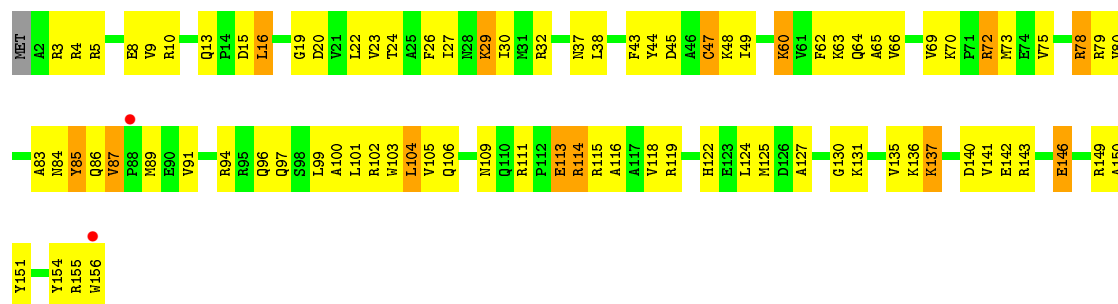 MET A2 R3 R4 R5 E8 V9 R10 Q13 P14 D15 L16 G19 D20 V21 L22 V23 T24 A25 F26 I27 N28 K29 I30 M31 R32 N37 L38 F43 Y44 D45 A46 C47 K48 I49 K60 V61 F62 K63 Q64 A65 V66 V69 K70 P71 R72 M73 E74 V75 R78 R79
A83 N84 Y85 Q86 V87 P88 M89 E90 V91 R94 R95 Q96 Q97 S98 L99 A100 L101 R102 W103 L104 V105 Q106 N109 Q110 R111 P112 E113 R114 R115 A116 A117 V118 R119 H122 E123 L124 M125 D126 A127 G130 K131 V135 K136 K137 D140 V141 E142 R143 E146 R149 A150
Y151 Y154 R155 W156